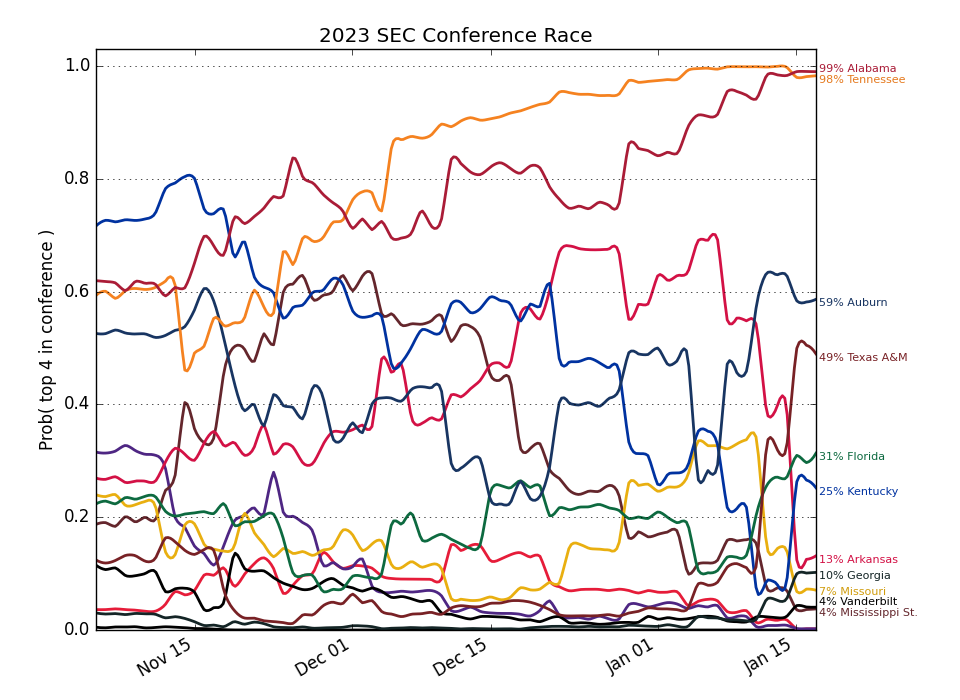 2023 SEC Conference Race
Prob( top 4 in conference )
1.0
0.8
0.6
0.4
0.2
0.0
Nov 15
Dec 01
Dec 15
Jan 01
Jan 15
99% Alabama
98% Tennessee
59% Auburn
49% Texas A&M
31% Florida
25% Kentucky
13% Arkansas
10% Georgia
7% Missouri
4% Vanderbilt
4% Mississippi St.